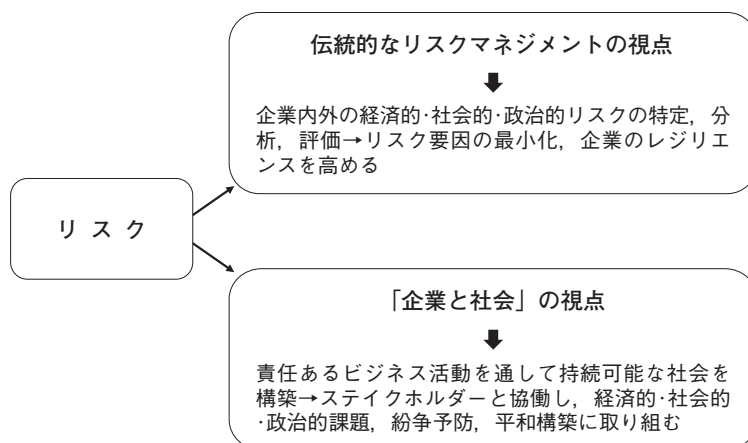 伝統的なリスクマネジメントの視点
企業内外の経済的·社会的·政治的リスクの特定，分
析，評価→リスク要因の最小化，企業のレジリエ
ンスを高める
リ ス ク
「企業と社会」の視点
責任あるビジネス活動を通して持続可能な社会を
構築→ステイクホルダーと協働し，経済的·社会的
·政治的課題，紛争予防，平和構築に取り組む